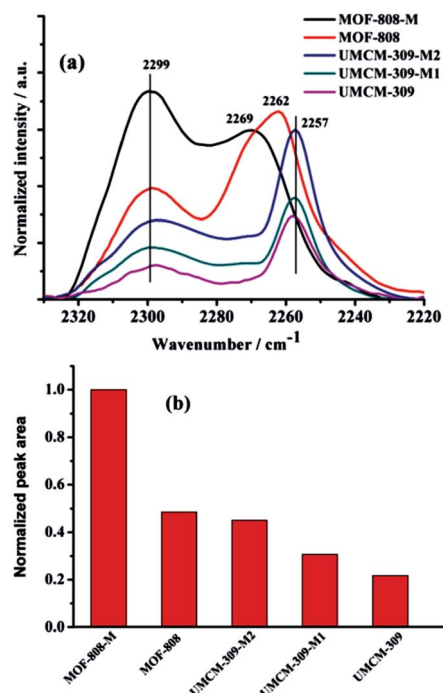 (a)
MOF-808-M
MOF-808
UMCM-309-M2
UMCM-309-M1
UMCM-309
2299
2269
2262
2257
Normalized intensity / a.u.
2320 2300 2280 2260 2240 2220
Wavenumber / cm-1
(b)
Normalized peak area
1.0
0.8
0.6
0.4
0.2
0.0
MOF-808-M
MOF-808
UMCM-309-M2
UMCM-309-M1
UMCM-309